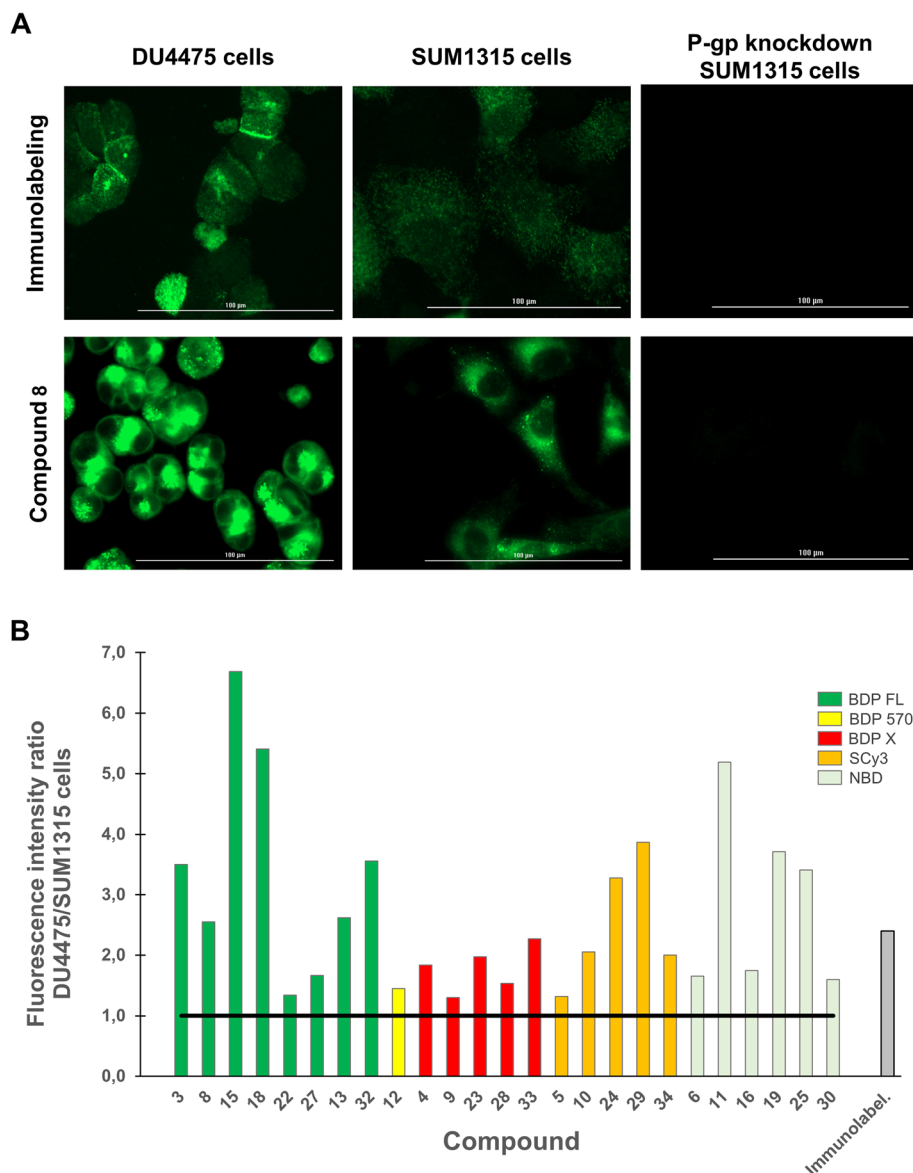 A
DU4475 cells
SUM1315 cells
P-gp knockdown
SUM1315 cells
Immunolabeling
100 µm
100 µm
100 µm
Compound 8
100 µm
100 µm
100 µm
B
Fluorescence intensity ratio
DU4475/SUM1315 cells
7,0
6,0
5,0
4,0
3,0
2,0
1,0
0,0
BDP FL
BDP 570
BDP X
SCy3
NBD
3 8 15 18 22 27 13 32 12 4 9 23 28 33 5 10 24 29 34 6 11 16 19 25 30 Immunolabel.
Compound